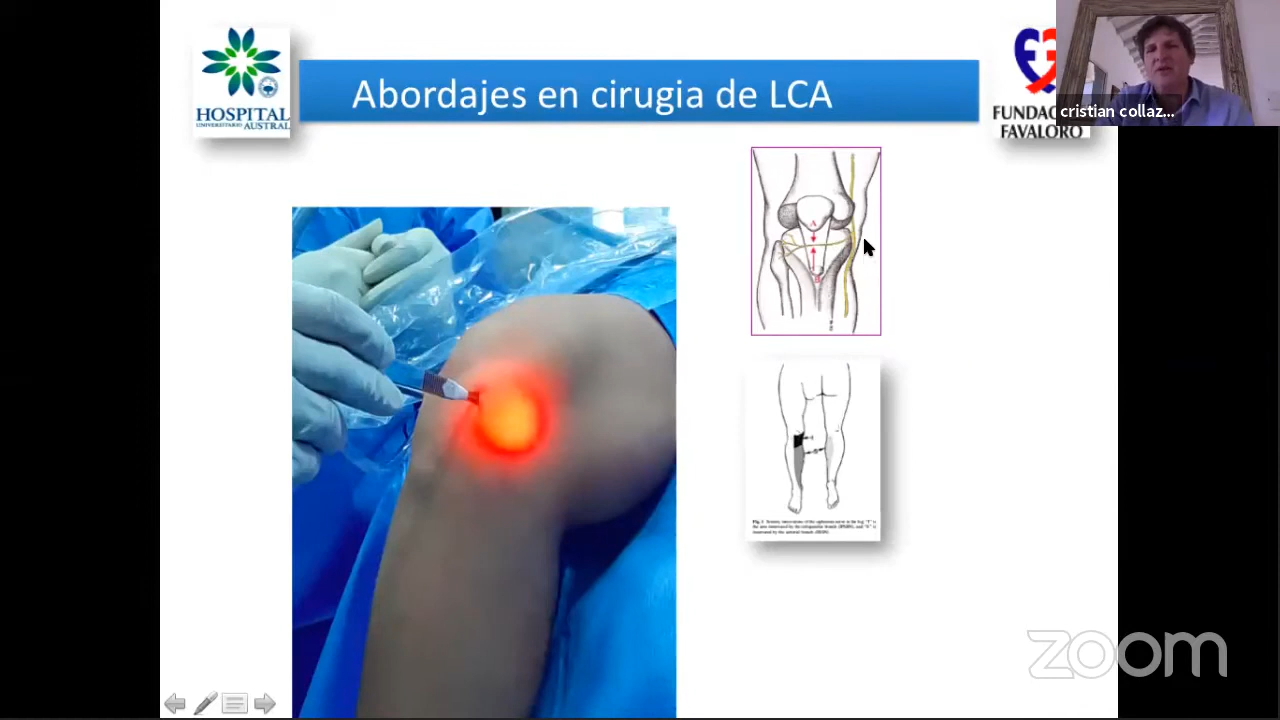 HOSPITAL
UNIVERSITARIO AUSTRAL
Abordajes en cirugia de LCA
FUNDAC
FAVALORO
cristian collaz...
A
B
zoom